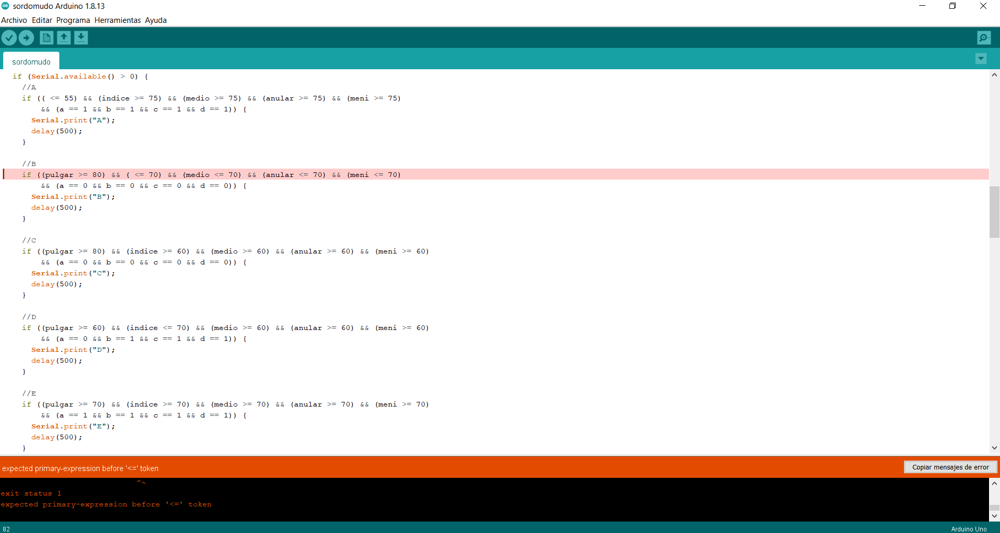 sordomudo Arduino 1.8.13
Archivo Editar Programa Herramientas Ayuda
sordomudo
if (Serial.available() > 0) {
//A
if (( <= 55) && (indice >= 75) && (medio >= 75) && (anular >= 75) && (meni >= 75)
&& (a == 1 && b == 1 && c == 1 && d == 1)) {
Serial.print("A");
delay(500);
}
//B
if ((pulgar >= 80) && ( <= 70) && (medio <= 70) && (anular <= 70) && (meni <= 70)
&& (a == 0 && b == 0 && c == 0 && d == 0)) {
Serial.print("B");
delay(500);
}
//C
if ((pulgar >= 80) && (indice >= 60) && (medio >= 60) && (anular >= 60) && (meni >= 60)
&& (a == 0 && b == 0 && c == 0 && d == 0)) {
Serial.print("C");
delay(500);
}
//D
if ((pulgar >= 60) && (indice <= 70) && (medio >= 60) && (anular >= 60) && (meni >= 60)
&& (a == 0 && b == 1 && c == 1 && d == 1)) {
Serial.print("D");
delay(500);
}
//E
if ((pulgar >= 70) && (indice >= 70) && (medio >= 70) && (anular >= 70) && (meni >= 70)
&& (a == 1 && b == 1 && c == 1 && d == 1)) {
Serial.print("E");
delay(500);
}
expected primary-expression before '<=' token
Copiar mensajes de error
^~
exit status 1
expected primary-expression before '<=' token
82
Arduino Uno